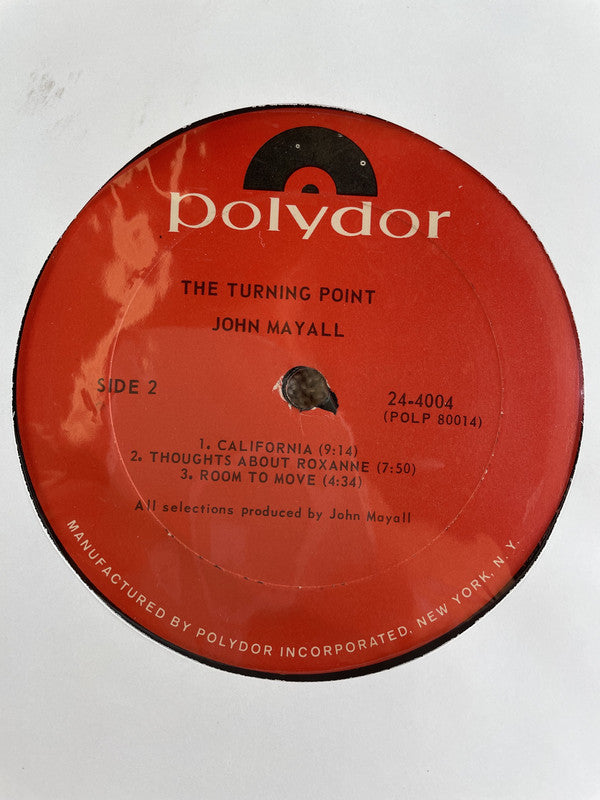 polydor
THE TURNING POINT
JOHN MAYALL
SIDE 2
24-4004
(POLP 80014)
1. CALIFORNIA (9:14)
2. THOUGHTS ABOUT ROXANNE (7:50)
3. ROOM TO MOVE (4:34)
All selections produced by John Mayall
MANUFACTURED BY POLYDOR INCORPORATED, NEW YORK, N.Y.